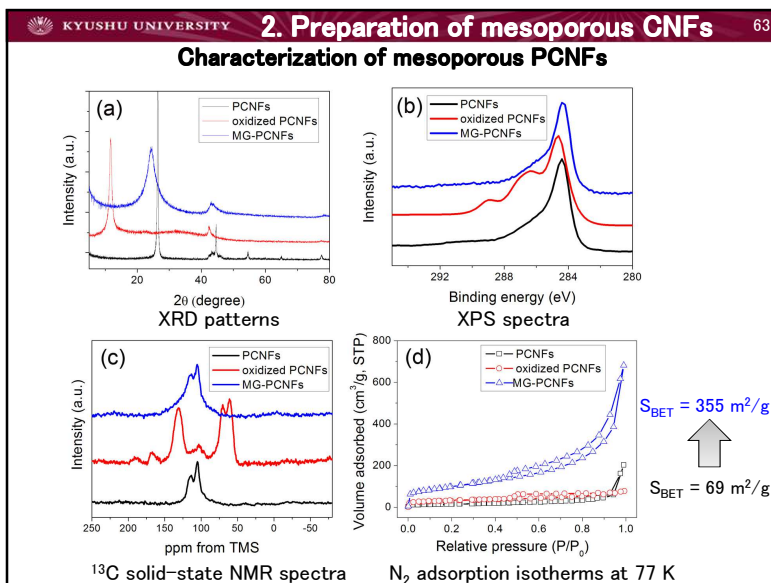 KYUSHU UNIVERSITY 2. Preparation of mesoporous CNFs 63
Characterization of mesoporous PCNFs
(a)
PCNFs
oxidized PCNFs
MG-PCNFs
Intensity (a.u.)
0 20 40 60 80
2θ (degree)
XRD patterns
(b)
PCNFs
oxidized PCNFs
MG-PCNFs
Intensity (a.u.)
292 288 284 280
Binding energy (eV)
XPS spectra
(c)
PCNFs
oxidized PCNFs
MG-PCNFs
Intensity (a.u.)
250 200 150 100 50 0 -50
ppm from TMS
¹³C solid-state NMR spectra
(d)
PCNFs
oxidized PCNFs
MG-PCNFs
Volume adsorbed (cm³/g, STP)
800
600
400
200
0
0.0 0.2 0.4 0.6 0.8 1.0
Relative pressure (P/P₀)
N₂ adsorption isotherms at 77 K
S_BET = 355 m²/g
S_BET = 69 m²/g